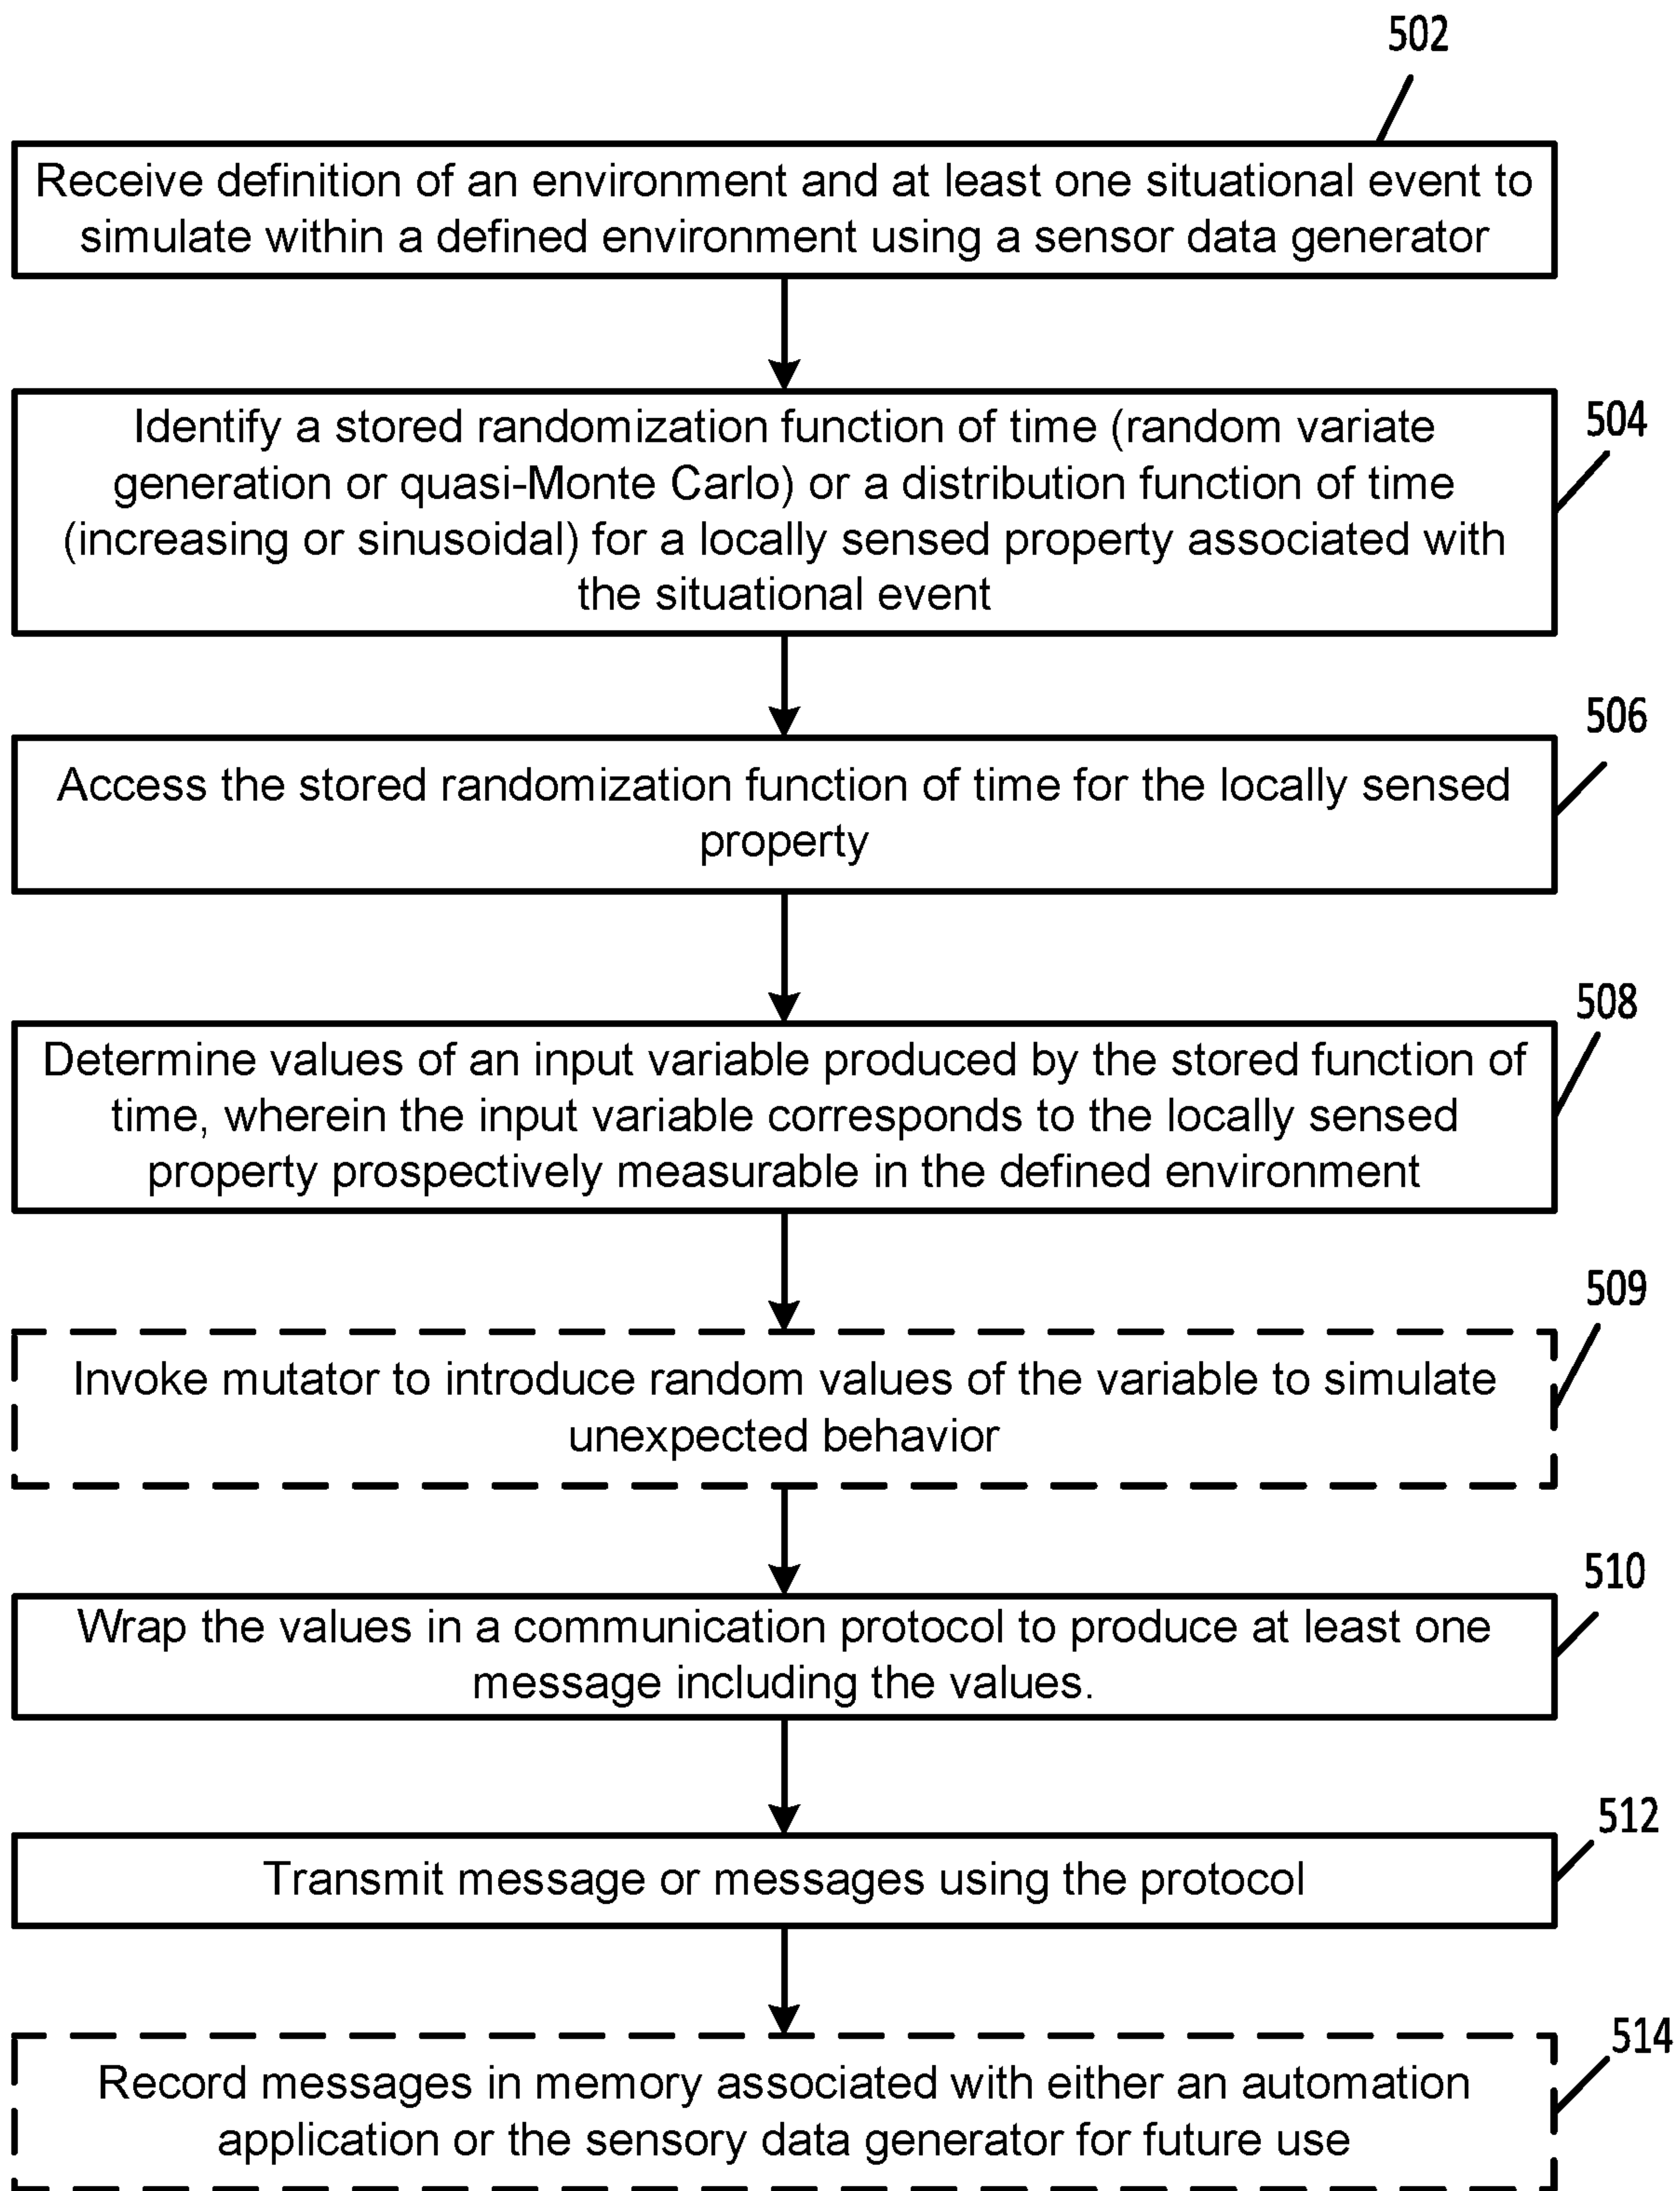 502
Receive definition of an environment and at least one situational event to
simulate within a defined environment using a sensor data generator
504
Identify a stored randomization function of time (random variate
generation or quasi-Monte Carlo) or a distribution function of time
(increasing or sinusoidal) for a locally sensed property associated with
the situational event
506
Access the stored randomization function of time for the locally sensed
property
508
Determine values of an input variable produced by the stored function of
time, wherein the input variable corresponds to the locally sensed
property prospectively measurable in the defined environment
509
Invoke mutator to introduce random values of the variable to simulate
unexpected behavior
510
Wrap the values in a communication protocol to produce at least one
message including the values.
512
Transmit message or messages using the protocol
514
Record messages in memory associated with either an automation
application or the sensory data generator for future use